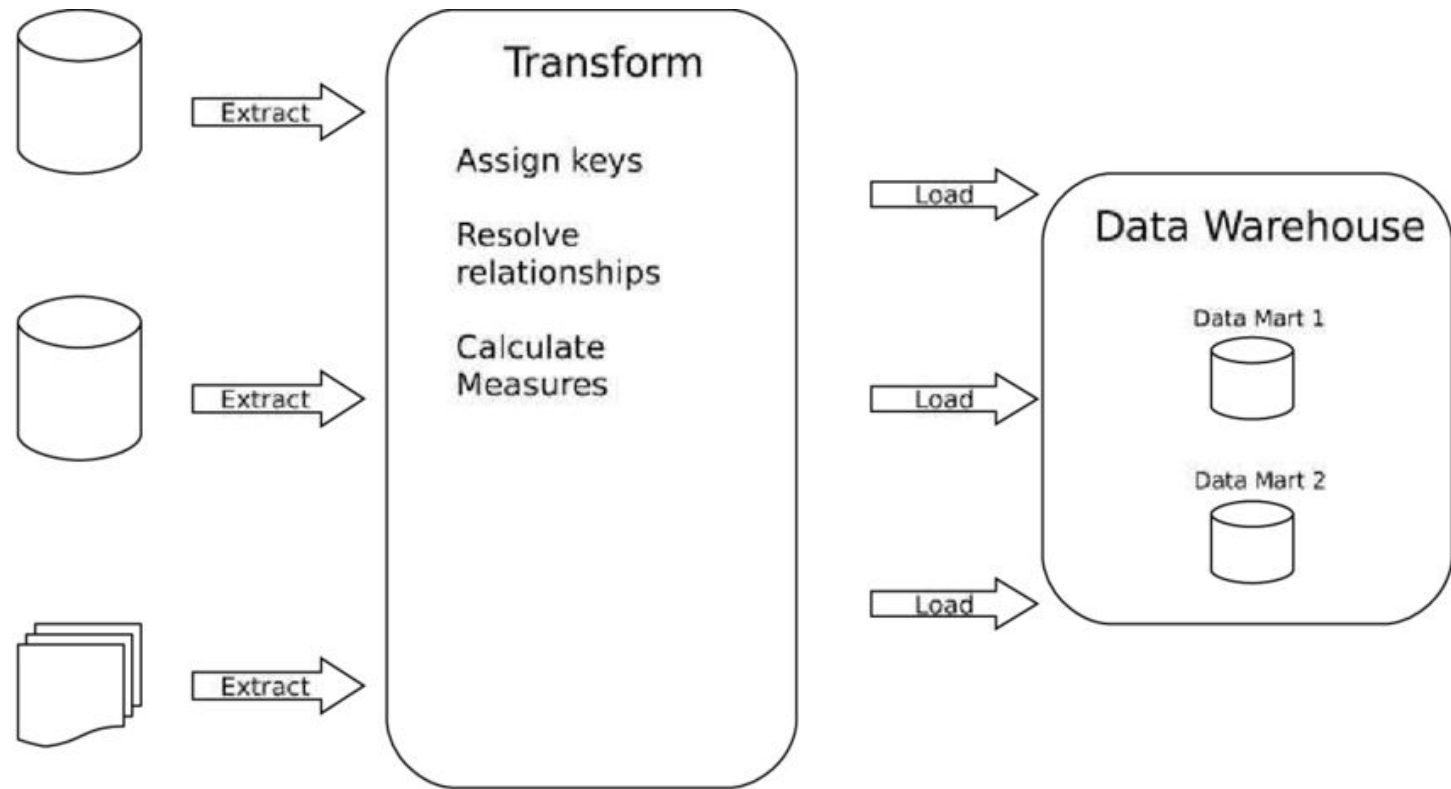 Extract
Transform
Assign keys
Resolve
relationships
Calculate
Measures
Extract
Extract
Load
Load
Load
Data Warehouse
Data Mart 1
Data Mart 2